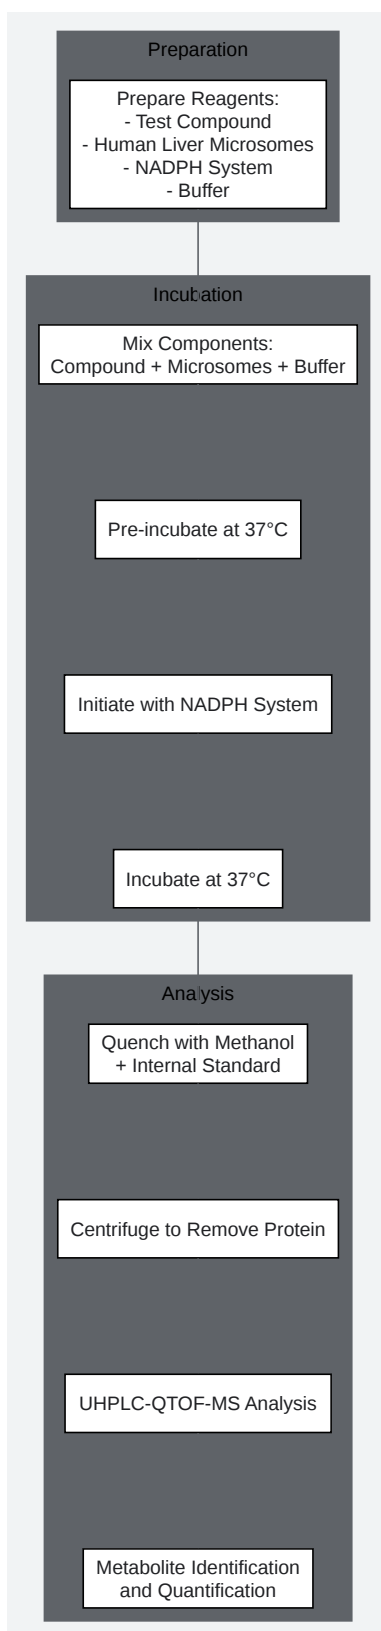 Preparation
Prepare Reagents:
- Test Compound
- Human Liver Microsomes
- NADPH System
- Buffer
Incubation
Mix Components:
Compound + Microsomes + Buffer
Pre-incubate at 37°C
Initiate with NADPH System
Incubate at 37°C
Analysis
Quench with Methanol
+ Internal Standard
Centrifuge to Remove Protein
UHPLC-QTOF-MS Analysis
Metabolite Identification
and Quantification